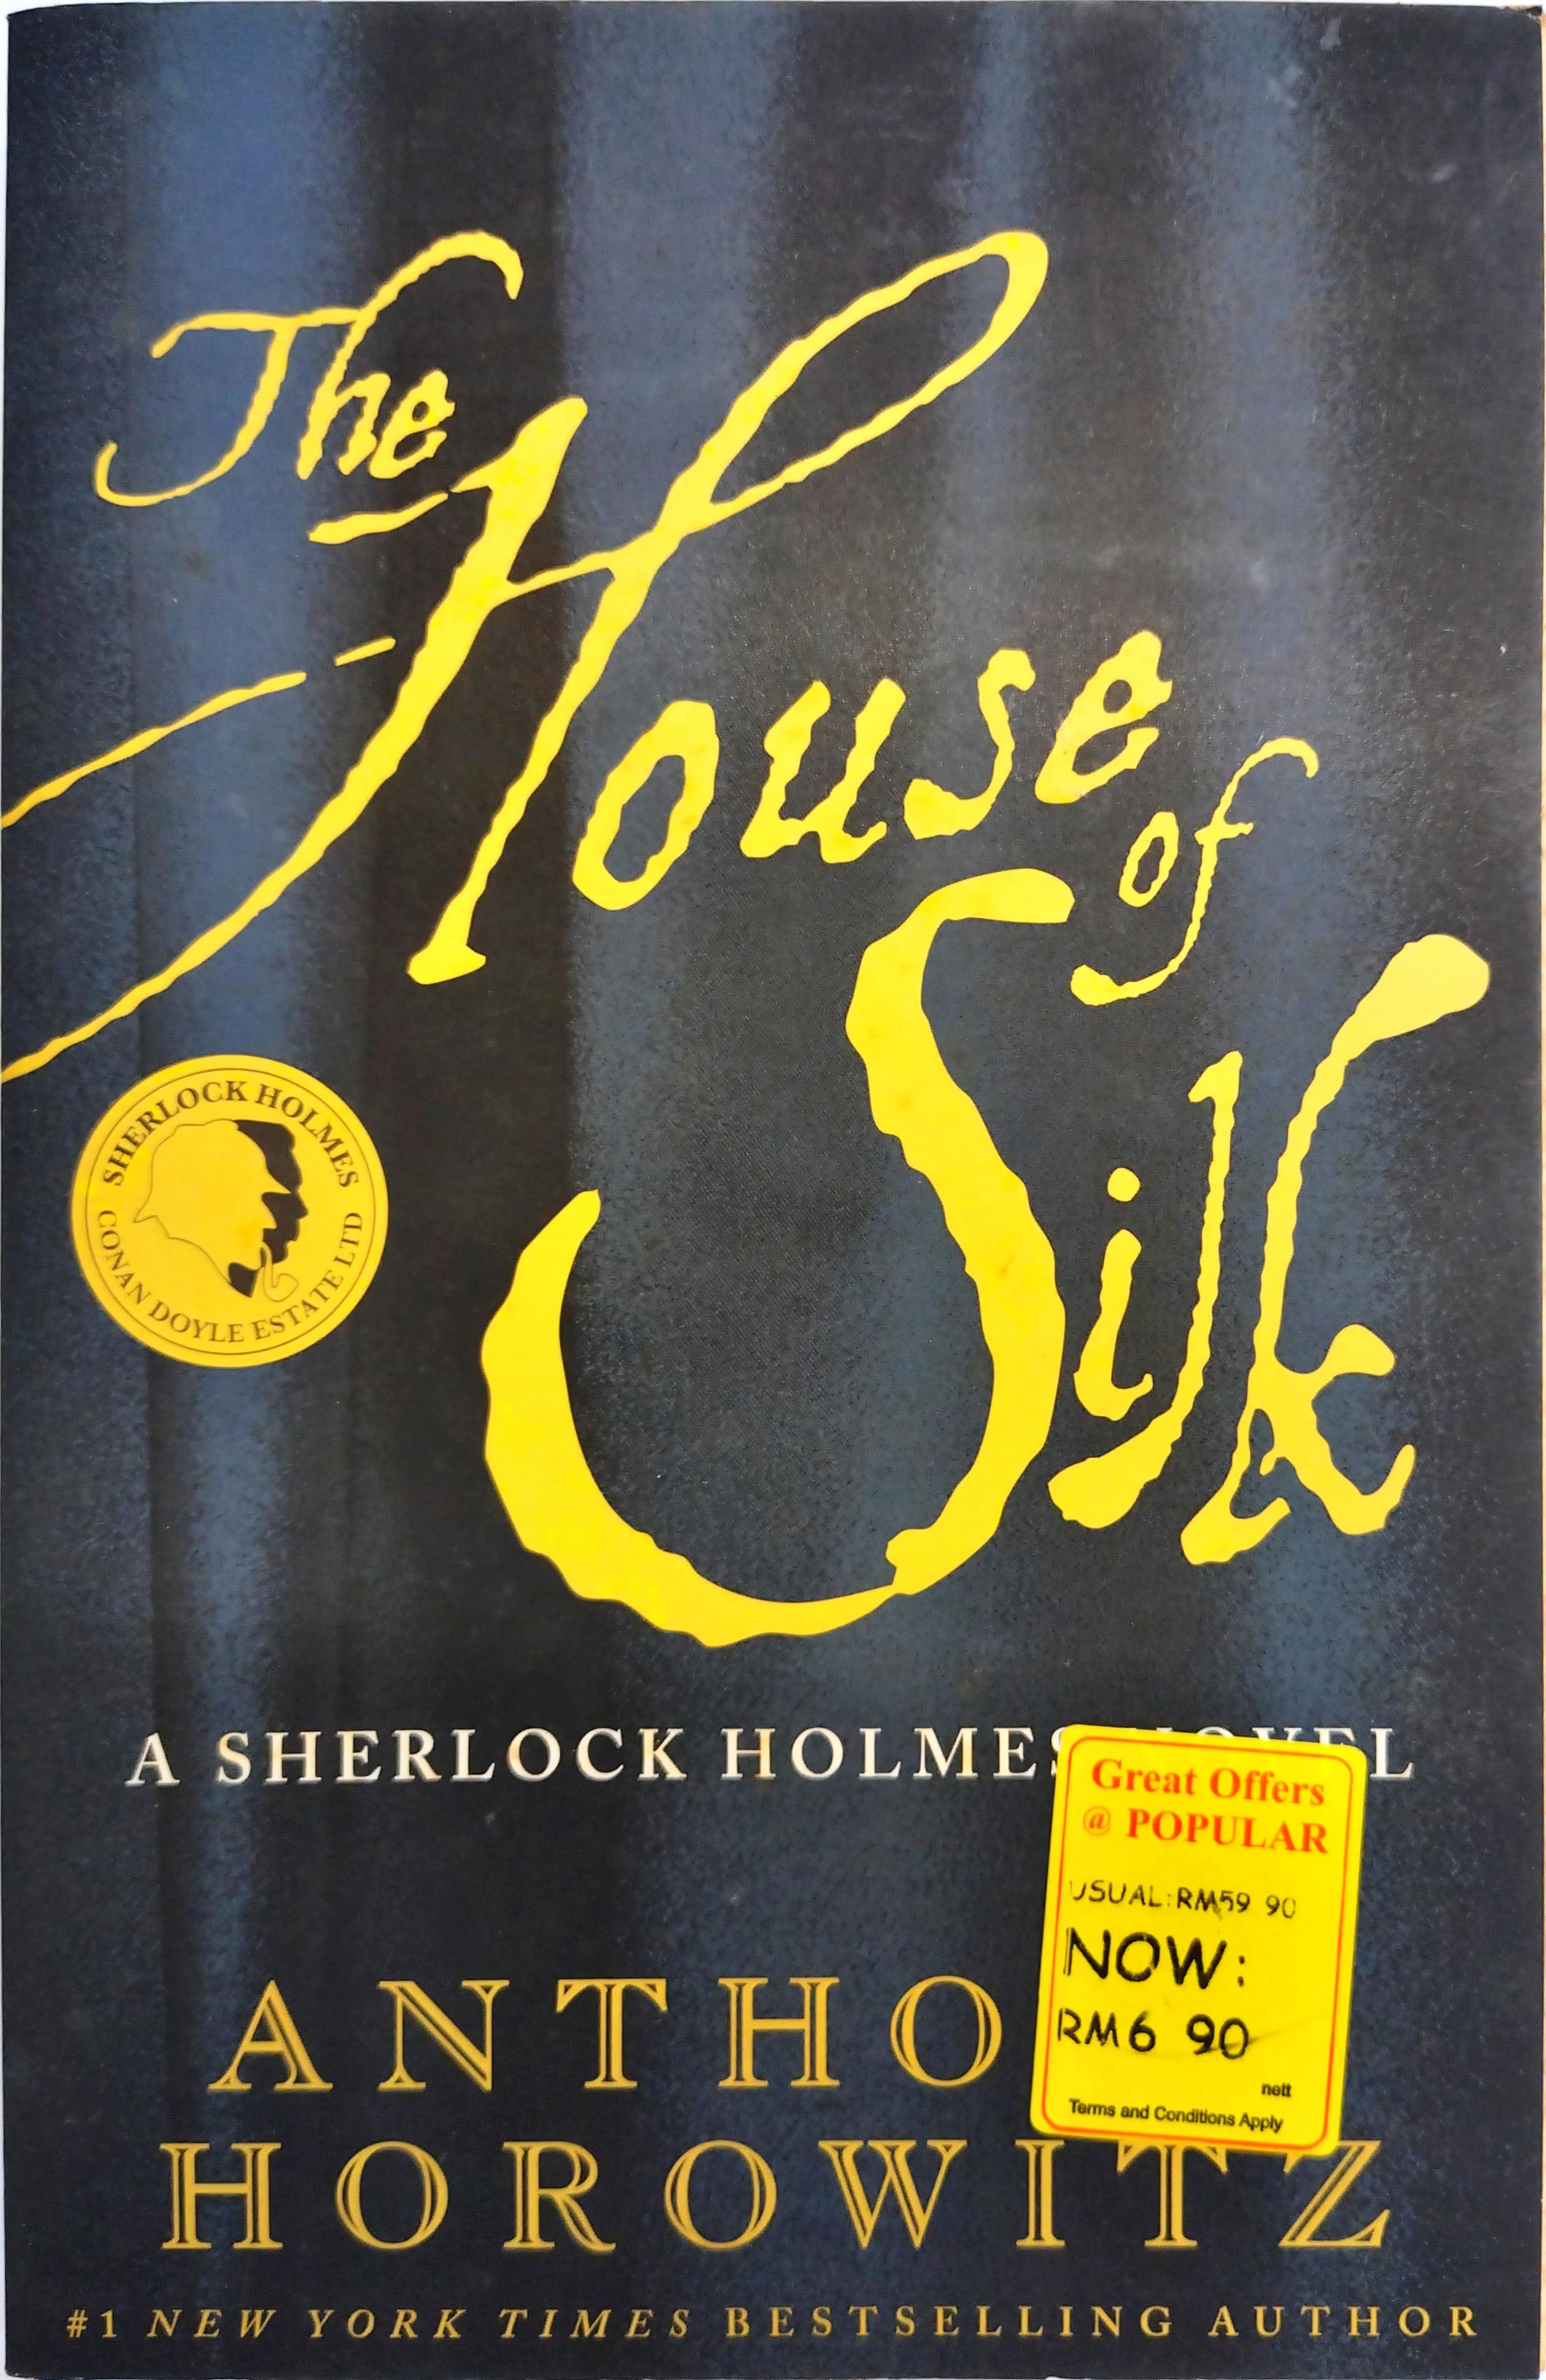 The
House
of
Silk
SHERLOCK HOLMES
CONAN DOYLE ESTATE LTD
A SHERLOCK HOLMES NOVEL
Great Offers
@ POPULAR
USUAL:RM59 90
NOW:
RM6 90
nett
Terms and Conditions Apply
ANTHO
HOROWITZ
#1 NEW YORK TIMES BESTSELLING AUTHOR